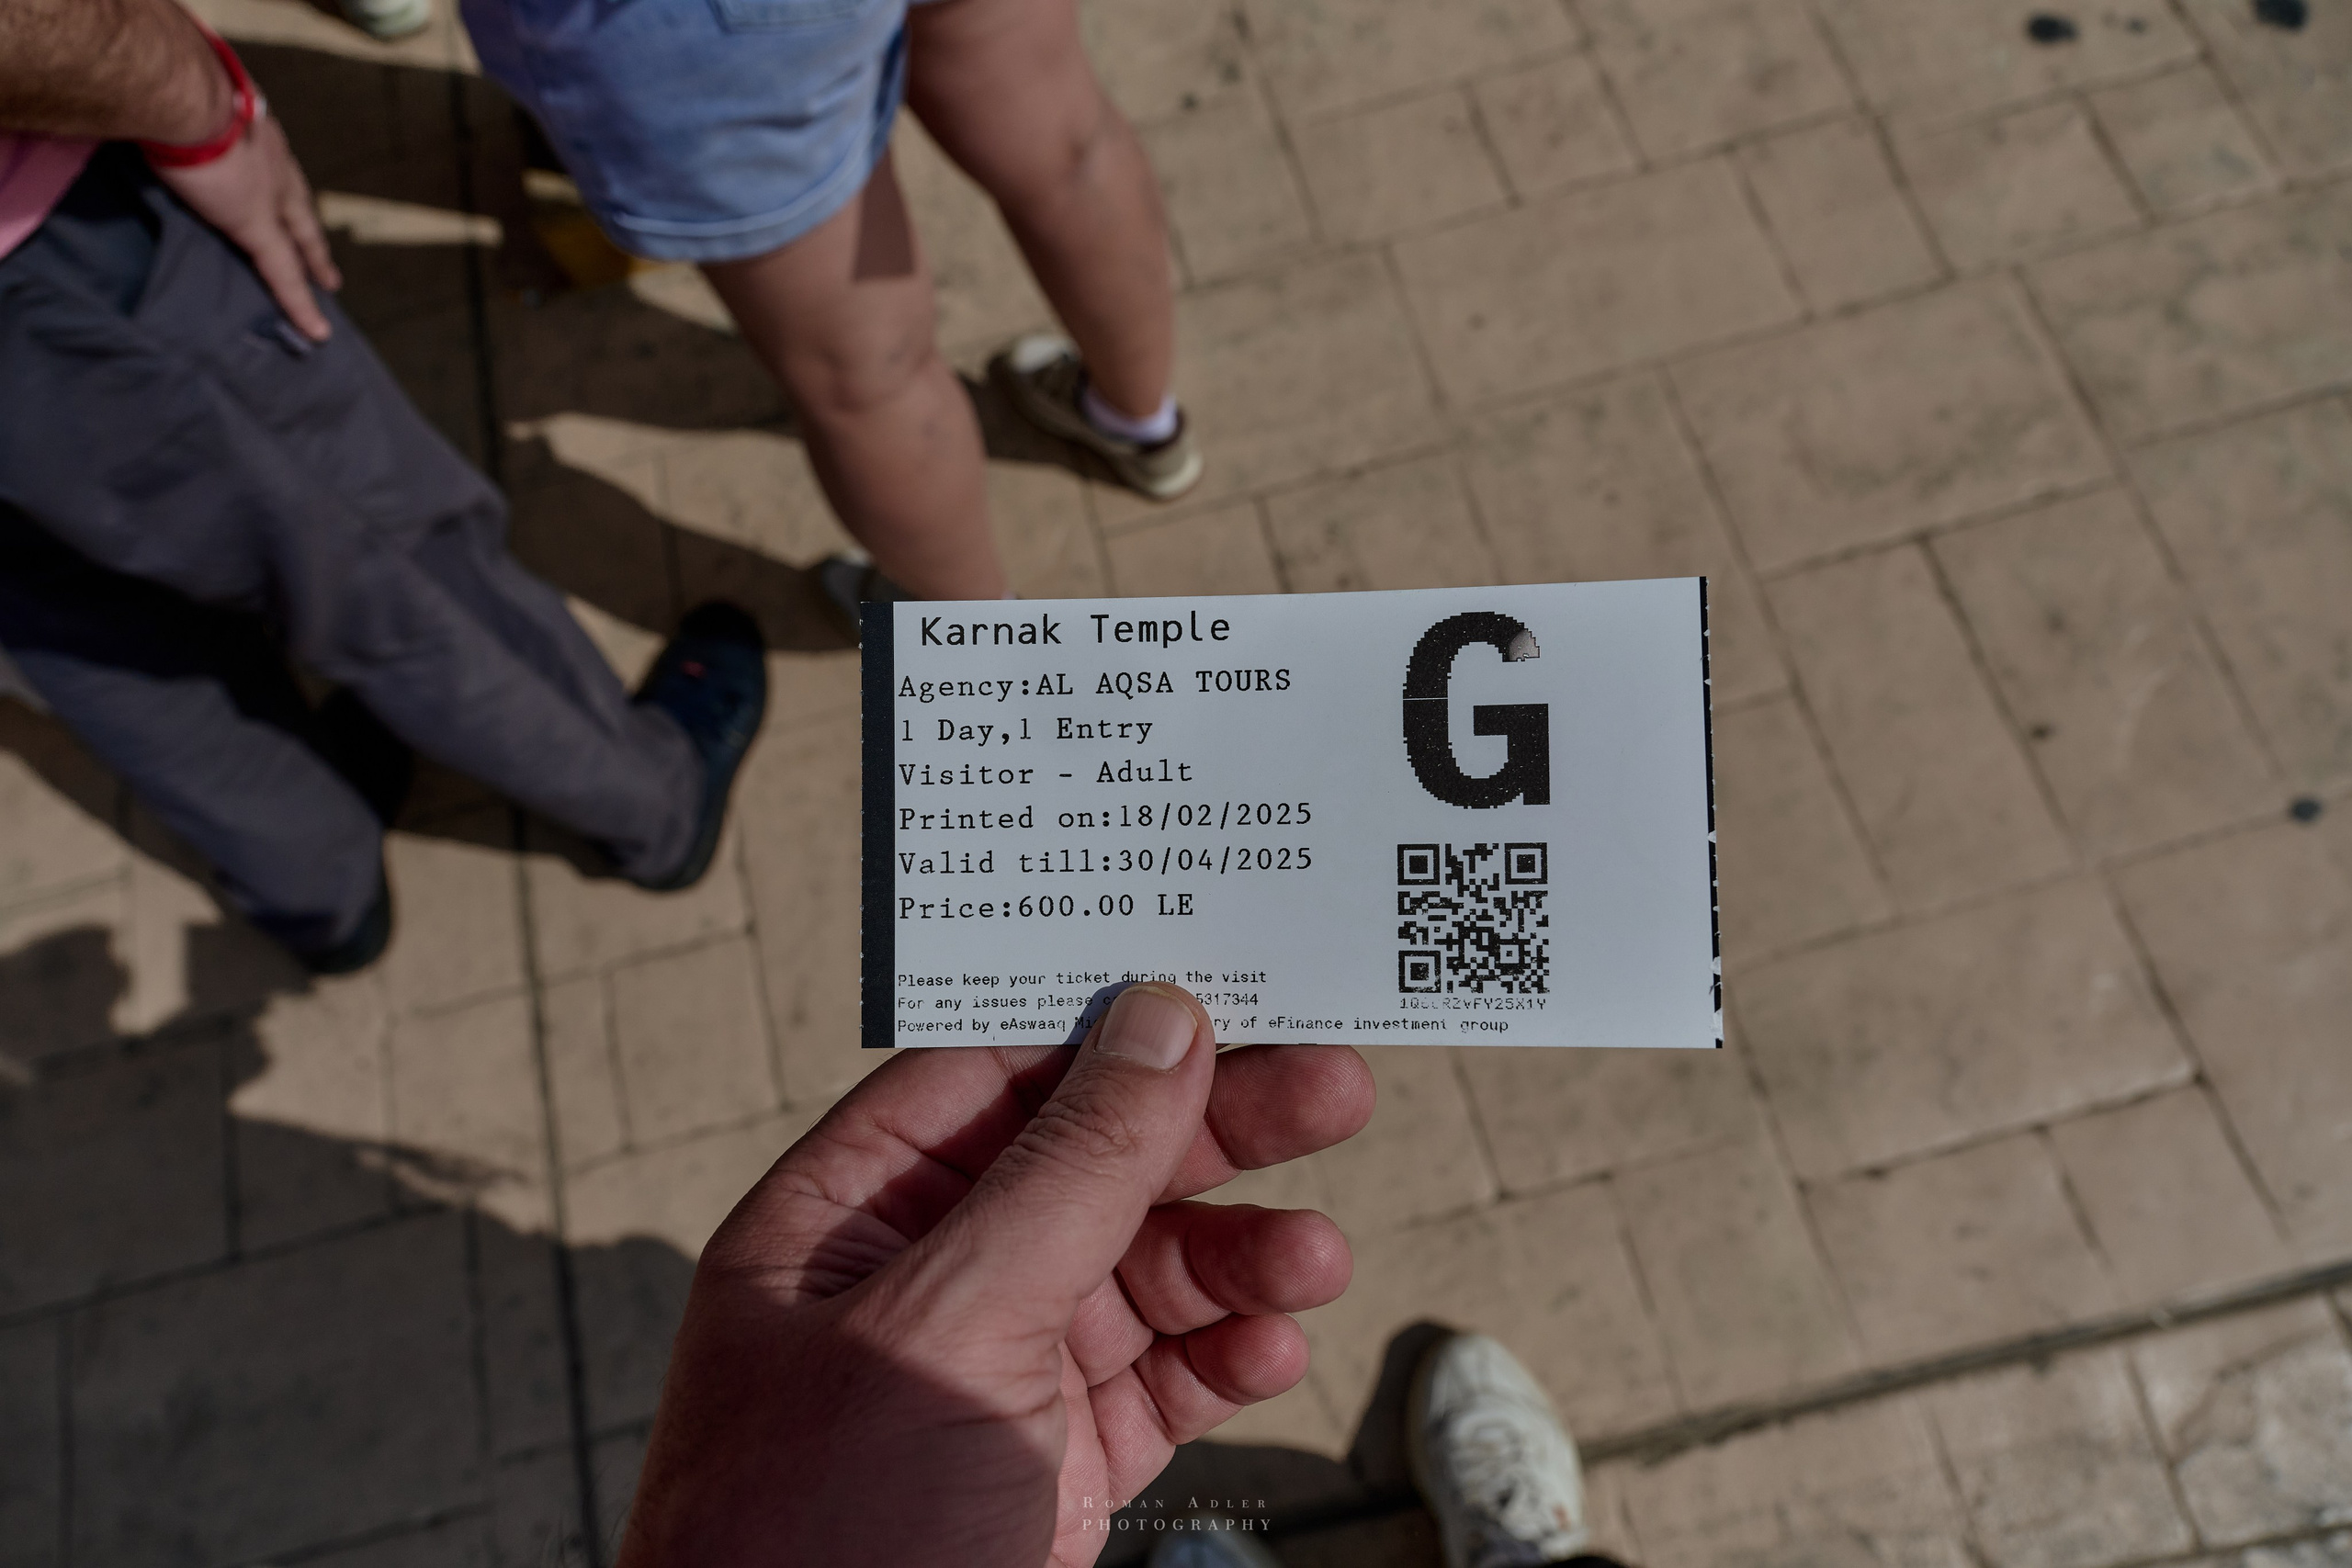 Karnak Temple
Agency:AL AQSA TOURS
1 Day,1 Entry
Visitor - Adult
Printed on:18/02/2025
Valid till:30/04/2025
Price:600.00 LE
G
Please keep your ticket during the visit
For any issues please 5317344
Powered by eAswaaq of eFinance investment group
ROMAN ADLER
PHOTOGRAPHY